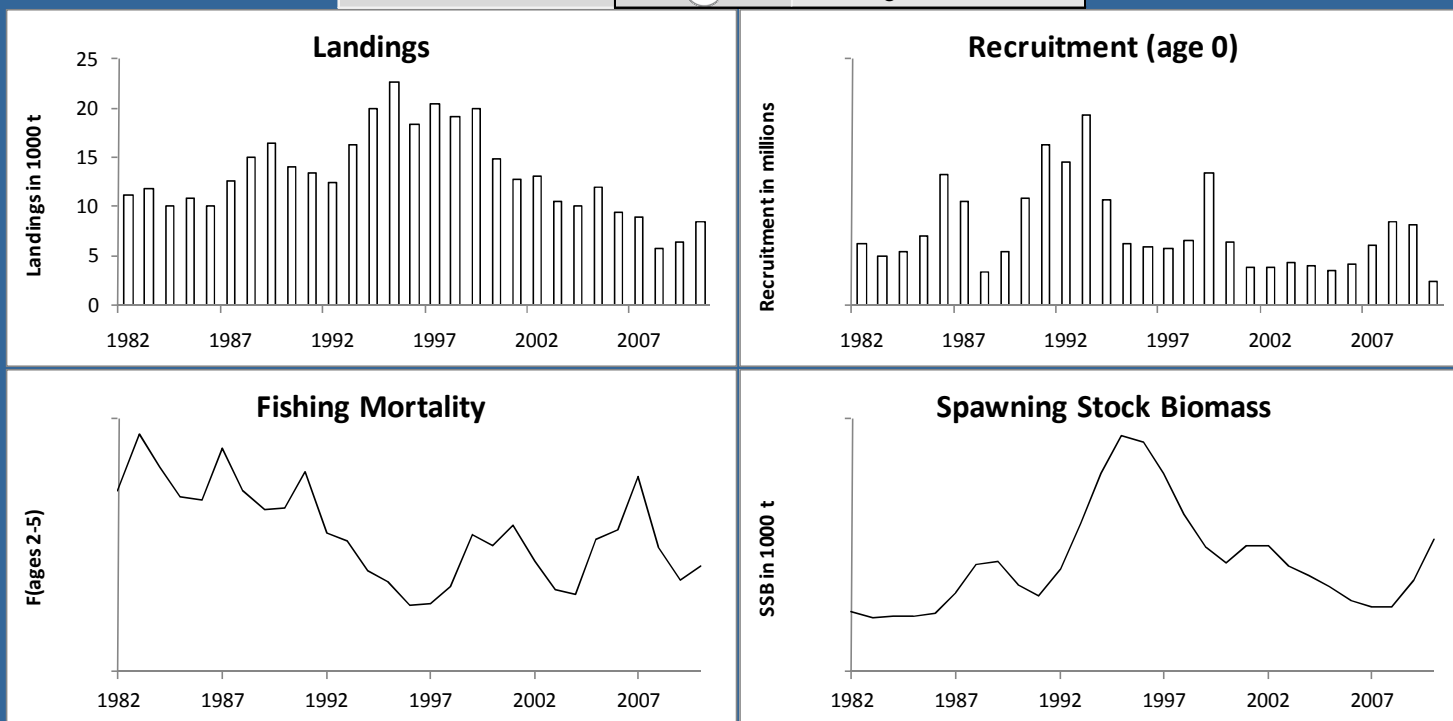 Landings
Landings in 1000 t
25
20
15
10
5
0
1982 1987 1992 1997 2002 2007
Recruitment (age 0)
Recruitment in millions
1982 1987 1992 1997 2002 2007
Fishing Mortality
F(ages 2-5)
1982 1987 1992 1997 2002 2007
Spawning Stock Biomass
SSB in 1000 t
1982 1987 1992 1997 2002 2007